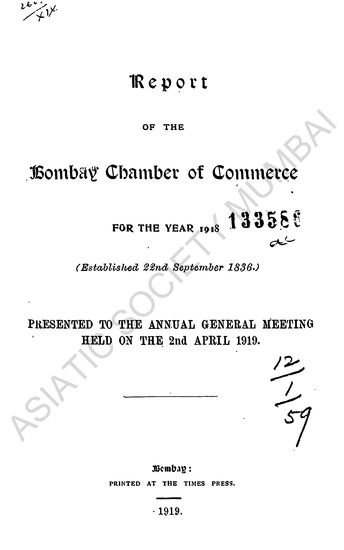 XIX
Report
OF THE
Bombay Chamber of Commerce
FOR THE YEAR 1918 133586
(Established 22nd September 1836.)
PRESENTED TO THE ANNUAL GENERAL MEETING
HELD ON THE 2nd APRIL 1919.
12/1/59
Bombay:
PRINTED AT THE TIMES PRESS.
1919.
ASIATIC SOCIETY MUMBAI